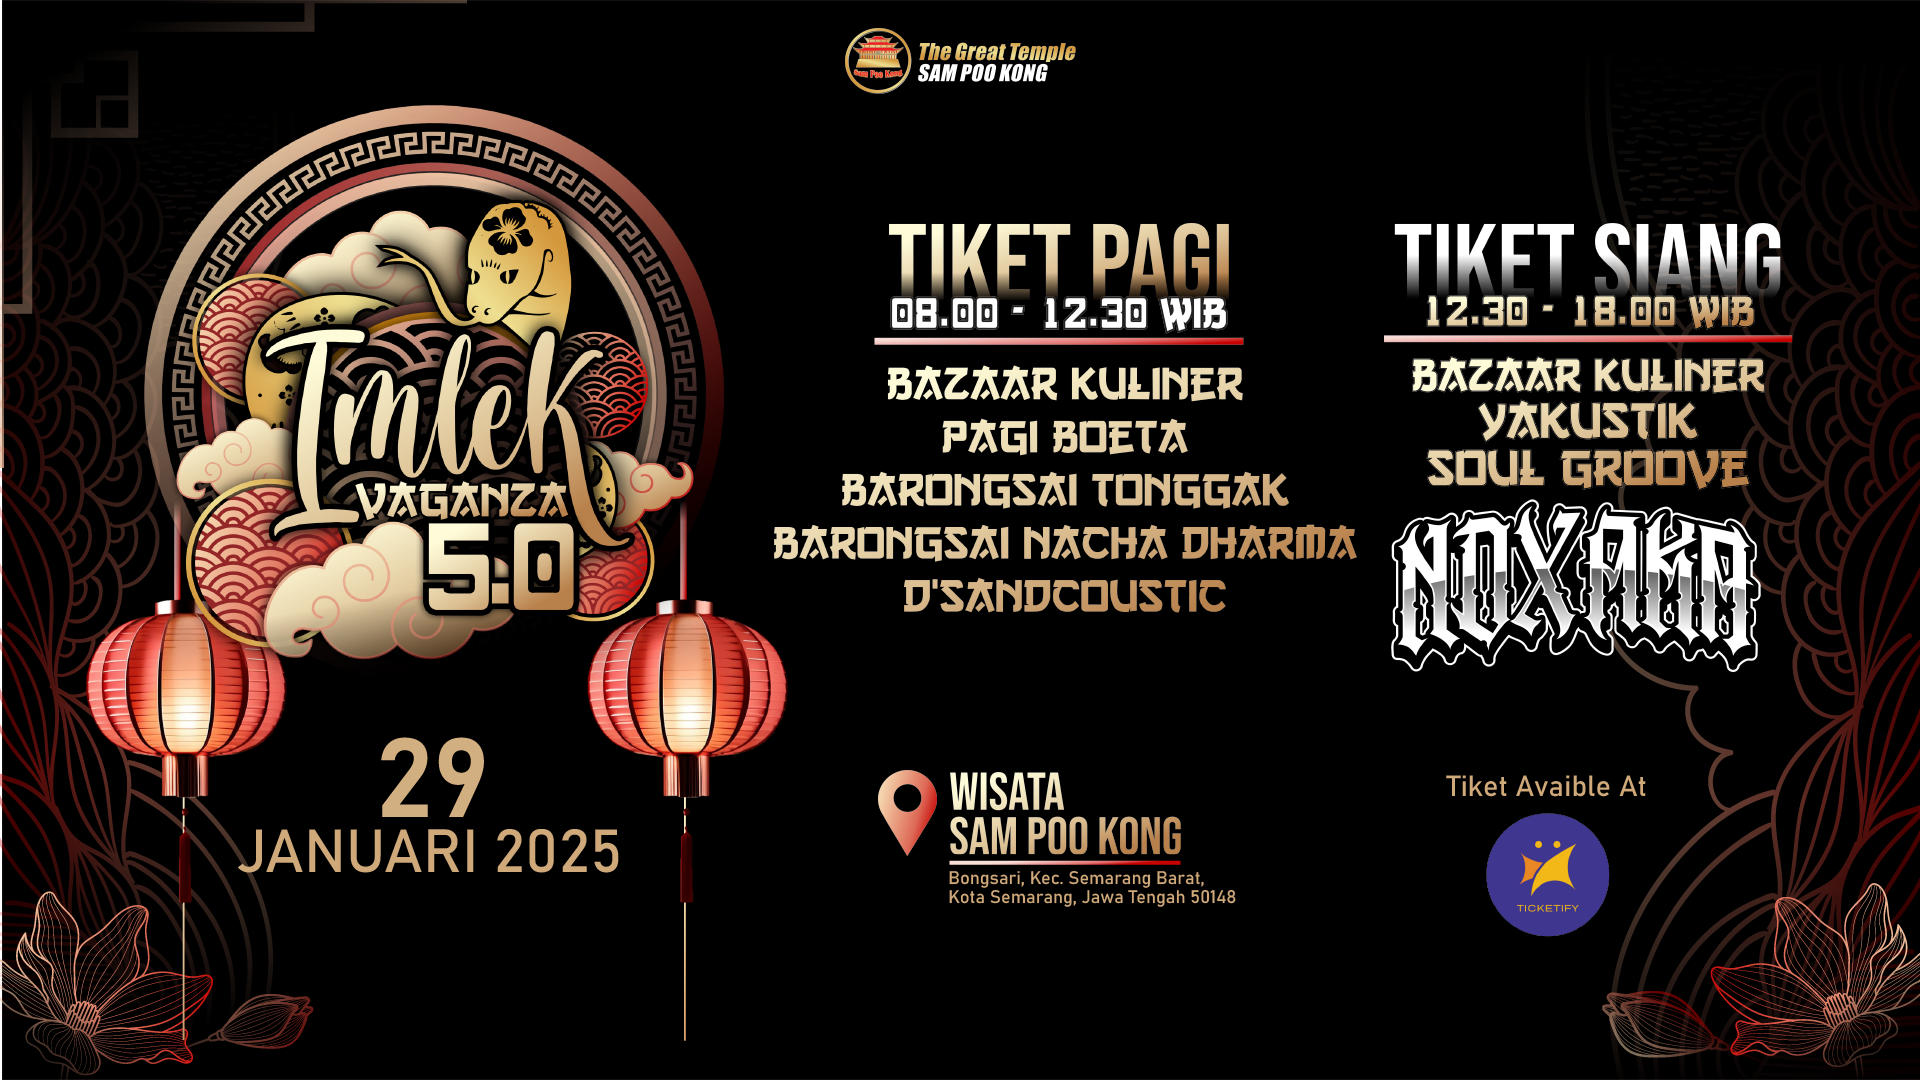 Sam Poo Kong
The Great Temple
SAM POO KONG
Imlek
VAGANZA
5.0
29
JANUARI 2025
TIKET PAGI
08.00 - 12.30 WIB
BAZAAR KULINER
PAGI BOETA
BARONGSAI TONGGAK
BARONGSAI NACHA DHARMA
D'SANDCOUSTIC
TIKET SIANG
12.30 - 18.00 WIB
BAZAAR KULINER
YAKUSTIK
SOUL GROOVE
NDX AKA
WISATA
SAM POO KONG
Bongsari, Kec. Semarang Barat,
Kota Semarang, Jawa Tengah 50148
Tiket Avaible At
TICKETIFY